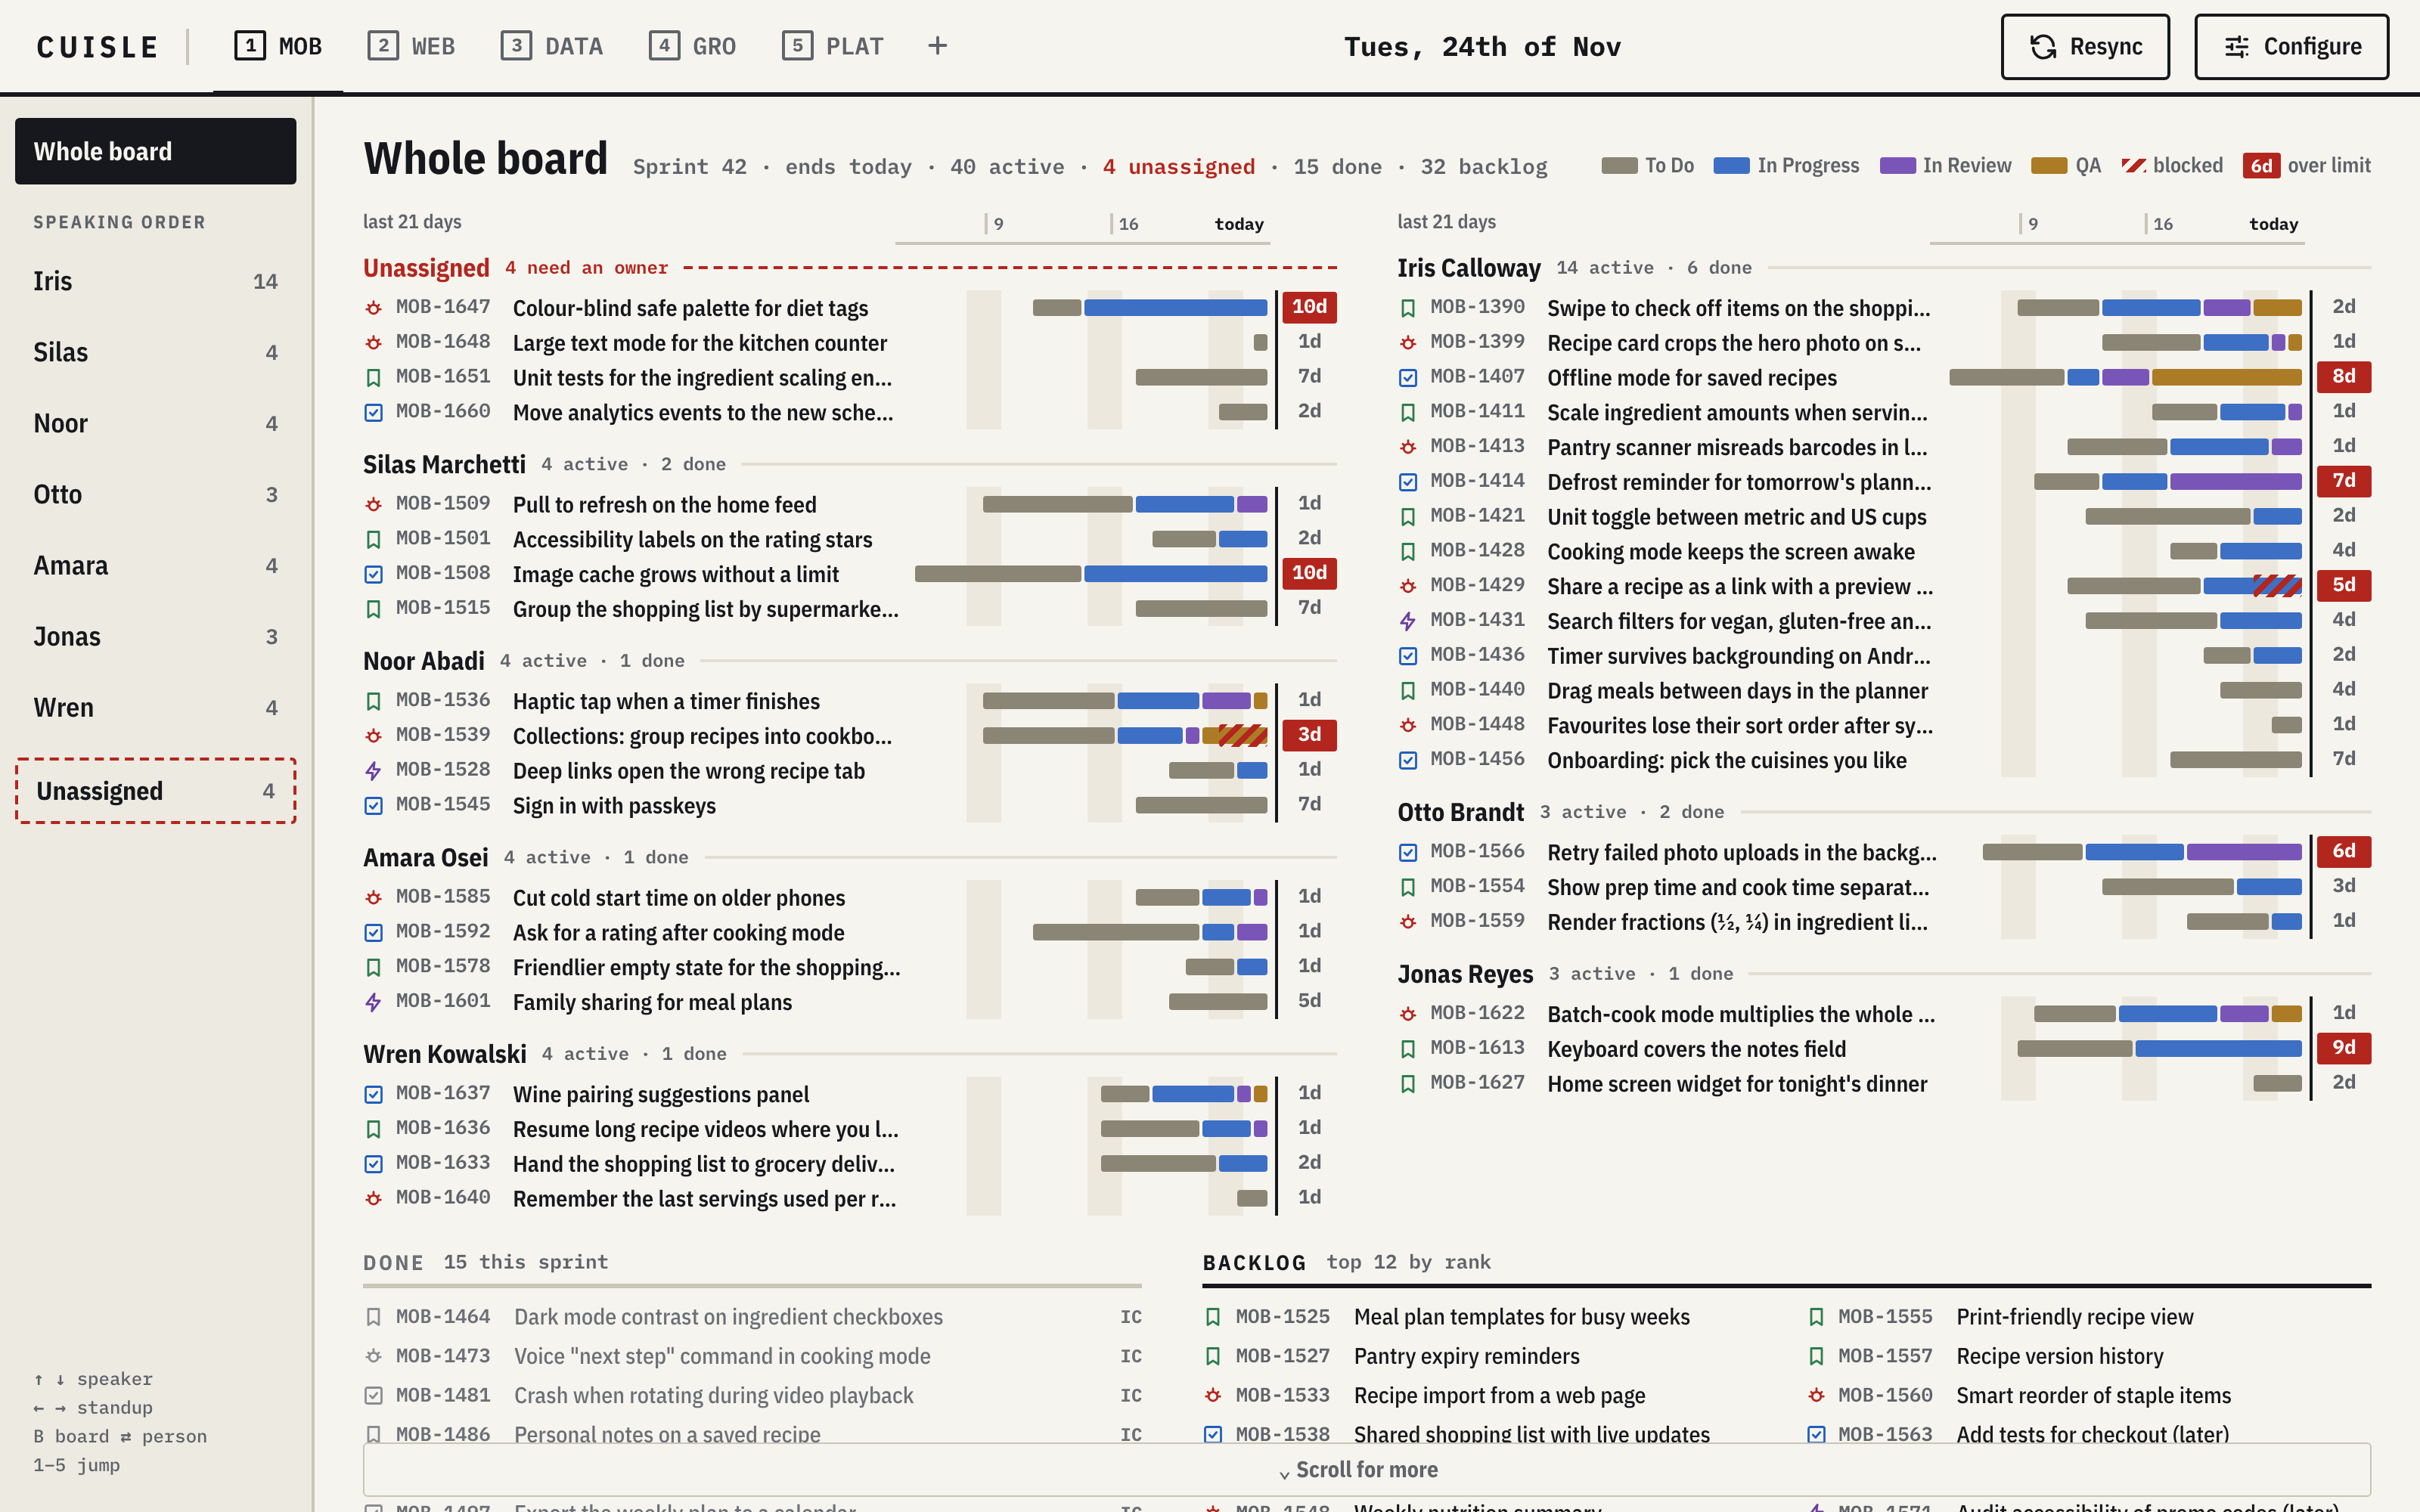 CUISLE
1 MOB
2 WEB
3 DATA
4 GRO
5 PLAT
+
Tues, 24th of Nov
Resync
Configure
Whole board
SPEAKING ORDER
Iris 14
Silas 4
Noor 4
Otto 3
Amara 4
Jonas 3
Wren 4
Unassigned 4
↑ ↓ speaker
← → standup
B board ⇄ person
1–5 jump
Whole board
Sprint 42 · ends today · 40 active · 4 unassigned · 15 done · 32 backlog
To Do
In Progress
In Review
QA
blocked
6d over limit
last 21 days 9 16 today
Unassigned 4 need an owner
MOB-1647 Colour-blind safe palette for diet tags 10d
MOB-1648 Large text mode for the kitchen counter 1d
MOB-1651 Unit tests for the ingredient scaling en... 7d
MOB-1660 Move analytics events to the new sche... 2d
Silas Marchetti 4 active · 2 done
MOB-1509 Pull to refresh on the home feed 1d
MOB-1501 Accessibility labels on the rating stars 2d
MOB-1508 Image cache grows without a limit 10d
MOB-1515 Group the shopping list by supermarke... 7d
Noor Abadi 4 active · 1 done
MOB-1536 Haptic tap when a timer finishes 1d
MOB-1539 Collections: group recipes into cookbo... 3d
MOB-1528 Deep links open the wrong recipe tab 1d
MOB-1545 Sign in with passkeys 7d
Amara Osei 4 active · 1 done
MOB-1585 Cut cold start time on older phones 1d
MOB-1592 Ask for a rating after cooking mode 1d
MOB-1578 Friendlier empty state for the shopping... 1d
MOB-1601 Family sharing for meal plans 5d
Wren Kowalski 4 active · 1 done
MOB-1637 Wine pairing suggestions panel 1d
MOB-1636 Resume long recipe videos where you l... 1d
MOB-1633 Hand the shopping list to grocery deliv... 2d
MOB-1640 Remember the last servings used per r... 1d
last 21 days 9 16 today
Iris Calloway 14 active · 6 done
MOB-1390 Swipe to check off items on the shoppi... 2d
MOB-1399 Recipe card crops the hero photo on s... 1d
MOB-1407 Offline mode for saved recipes 8d
MOB-1411 Scale ingredient amounts when servin... 1d
MOB-1413 Pantry scanner misreads barcodes in l... 1d
MOB-1414 Defrost reminder for tomorrow's plann... 7d
MOB-1421 Unit toggle between metric and US cups 2d
MOB-1428 Cooking mode keeps the screen awake 4d
MOB-1429 Share a recipe as a link with a preview ... 5d
MOB-1431 Search filters for vegan, gluten-free an... 4d
MOB-1436 Timer survives backgrounding on Andr... 2d
MOB-1440 Drag meals between days in the planner 4d
MOB-1448 Favourites lose their sort order after sy... 1d
MOB-1456 Onboarding: pick the cuisines you like 7d
Otto Brandt 3 active · 2 done
MOB-1566 Retry failed photo uploads in the backg... 6d
MOB-1554 Show prep time and cook time separat... 3d
MOB-1559 Render fractions (½, ¼) in ingredient li... 1d
Jonas Reyes 3 active · 1 done
MOB-1622 Batch-cook mode multiplies the whole ... 1d
MOB-1613 Keyboard covers the notes field 9d
MOB-1627 Home screen widget for tonight's dinner 2d
DONE 15 this sprint
MOB-1464 Dark mode contrast on ingredient checkboxes IC
MOB-1473 Voice "next step" command in cooking mode IC
MOB-1481 Crash when rotating during video playback IC
MOB-1486 Personal notes on a saved recipe IC
MOB-1497 Export the weekly plan to a calendar IC
BACKLOG top 12 by rank
MOB-1525 Meal plan templates for busy weeks
MOB-1527 Pantry expiry reminders
MOB-1533 Recipe import from a web page
MOB-1538 Shared shopping list with live updates
MOB-1548 Weekly nutrition summary
MOB-1555 Print-friendly recipe view
MOB-1557 Recipe version history
MOB-1560 Smart reorder of staple items
MOB-1563 Add tests for checkout (later)
MOB-1571 Audit accessibility of promo codes (later)
Scroll for more